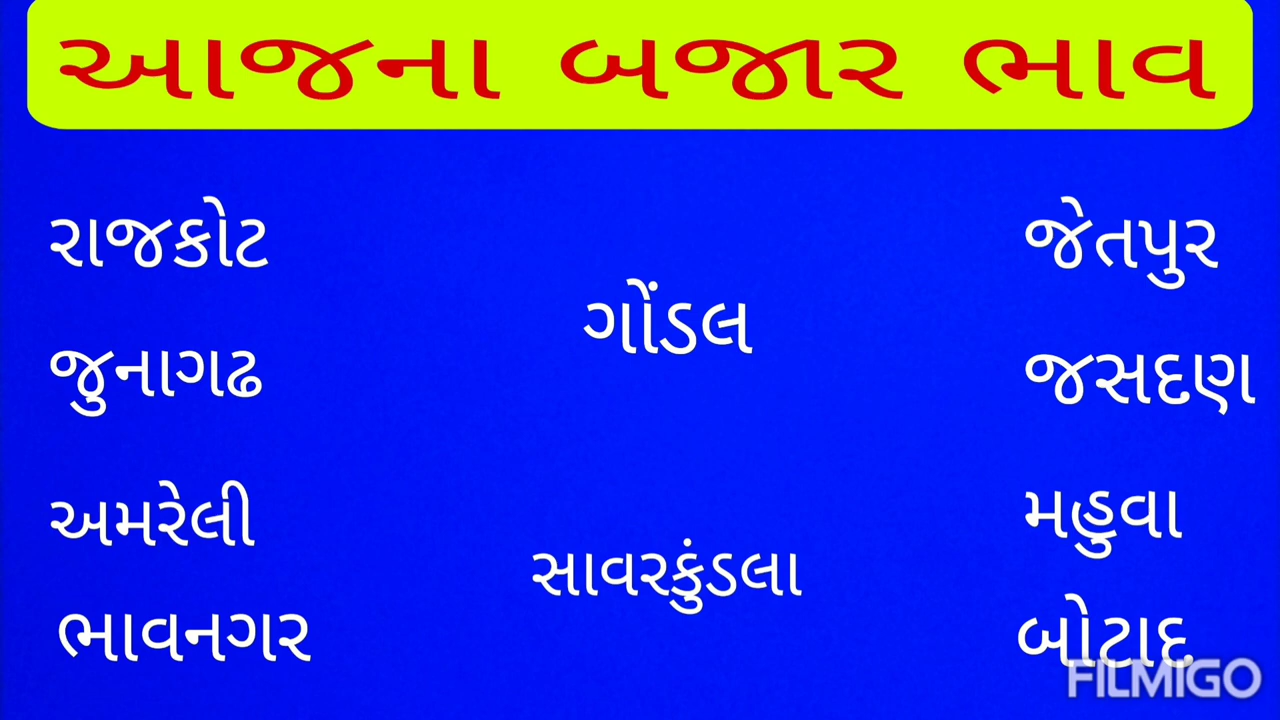 આજના બજાર ભાવ
રાજકોટ
જેતપુર
ગોંડલ
જુનાગઢ
જસદણ
અમરેલી
મહુવા
સાવરકુંડલા
ભાવનગર
બોટાદ
FILMIGO